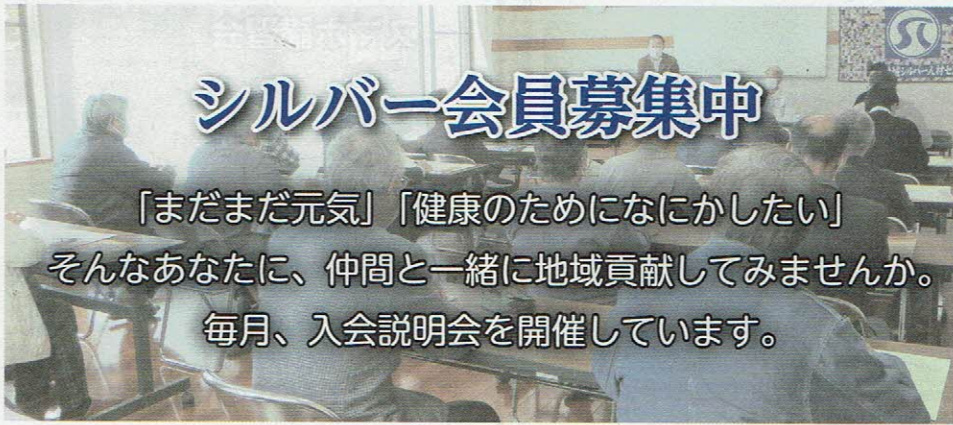 シルバー会員募集中
「まだまだ元気」「健康のためになにかしたい」
そんなあなたに、仲間と一緒に地域貢献してみませんか。
毎月、入会説明会を開催しています。